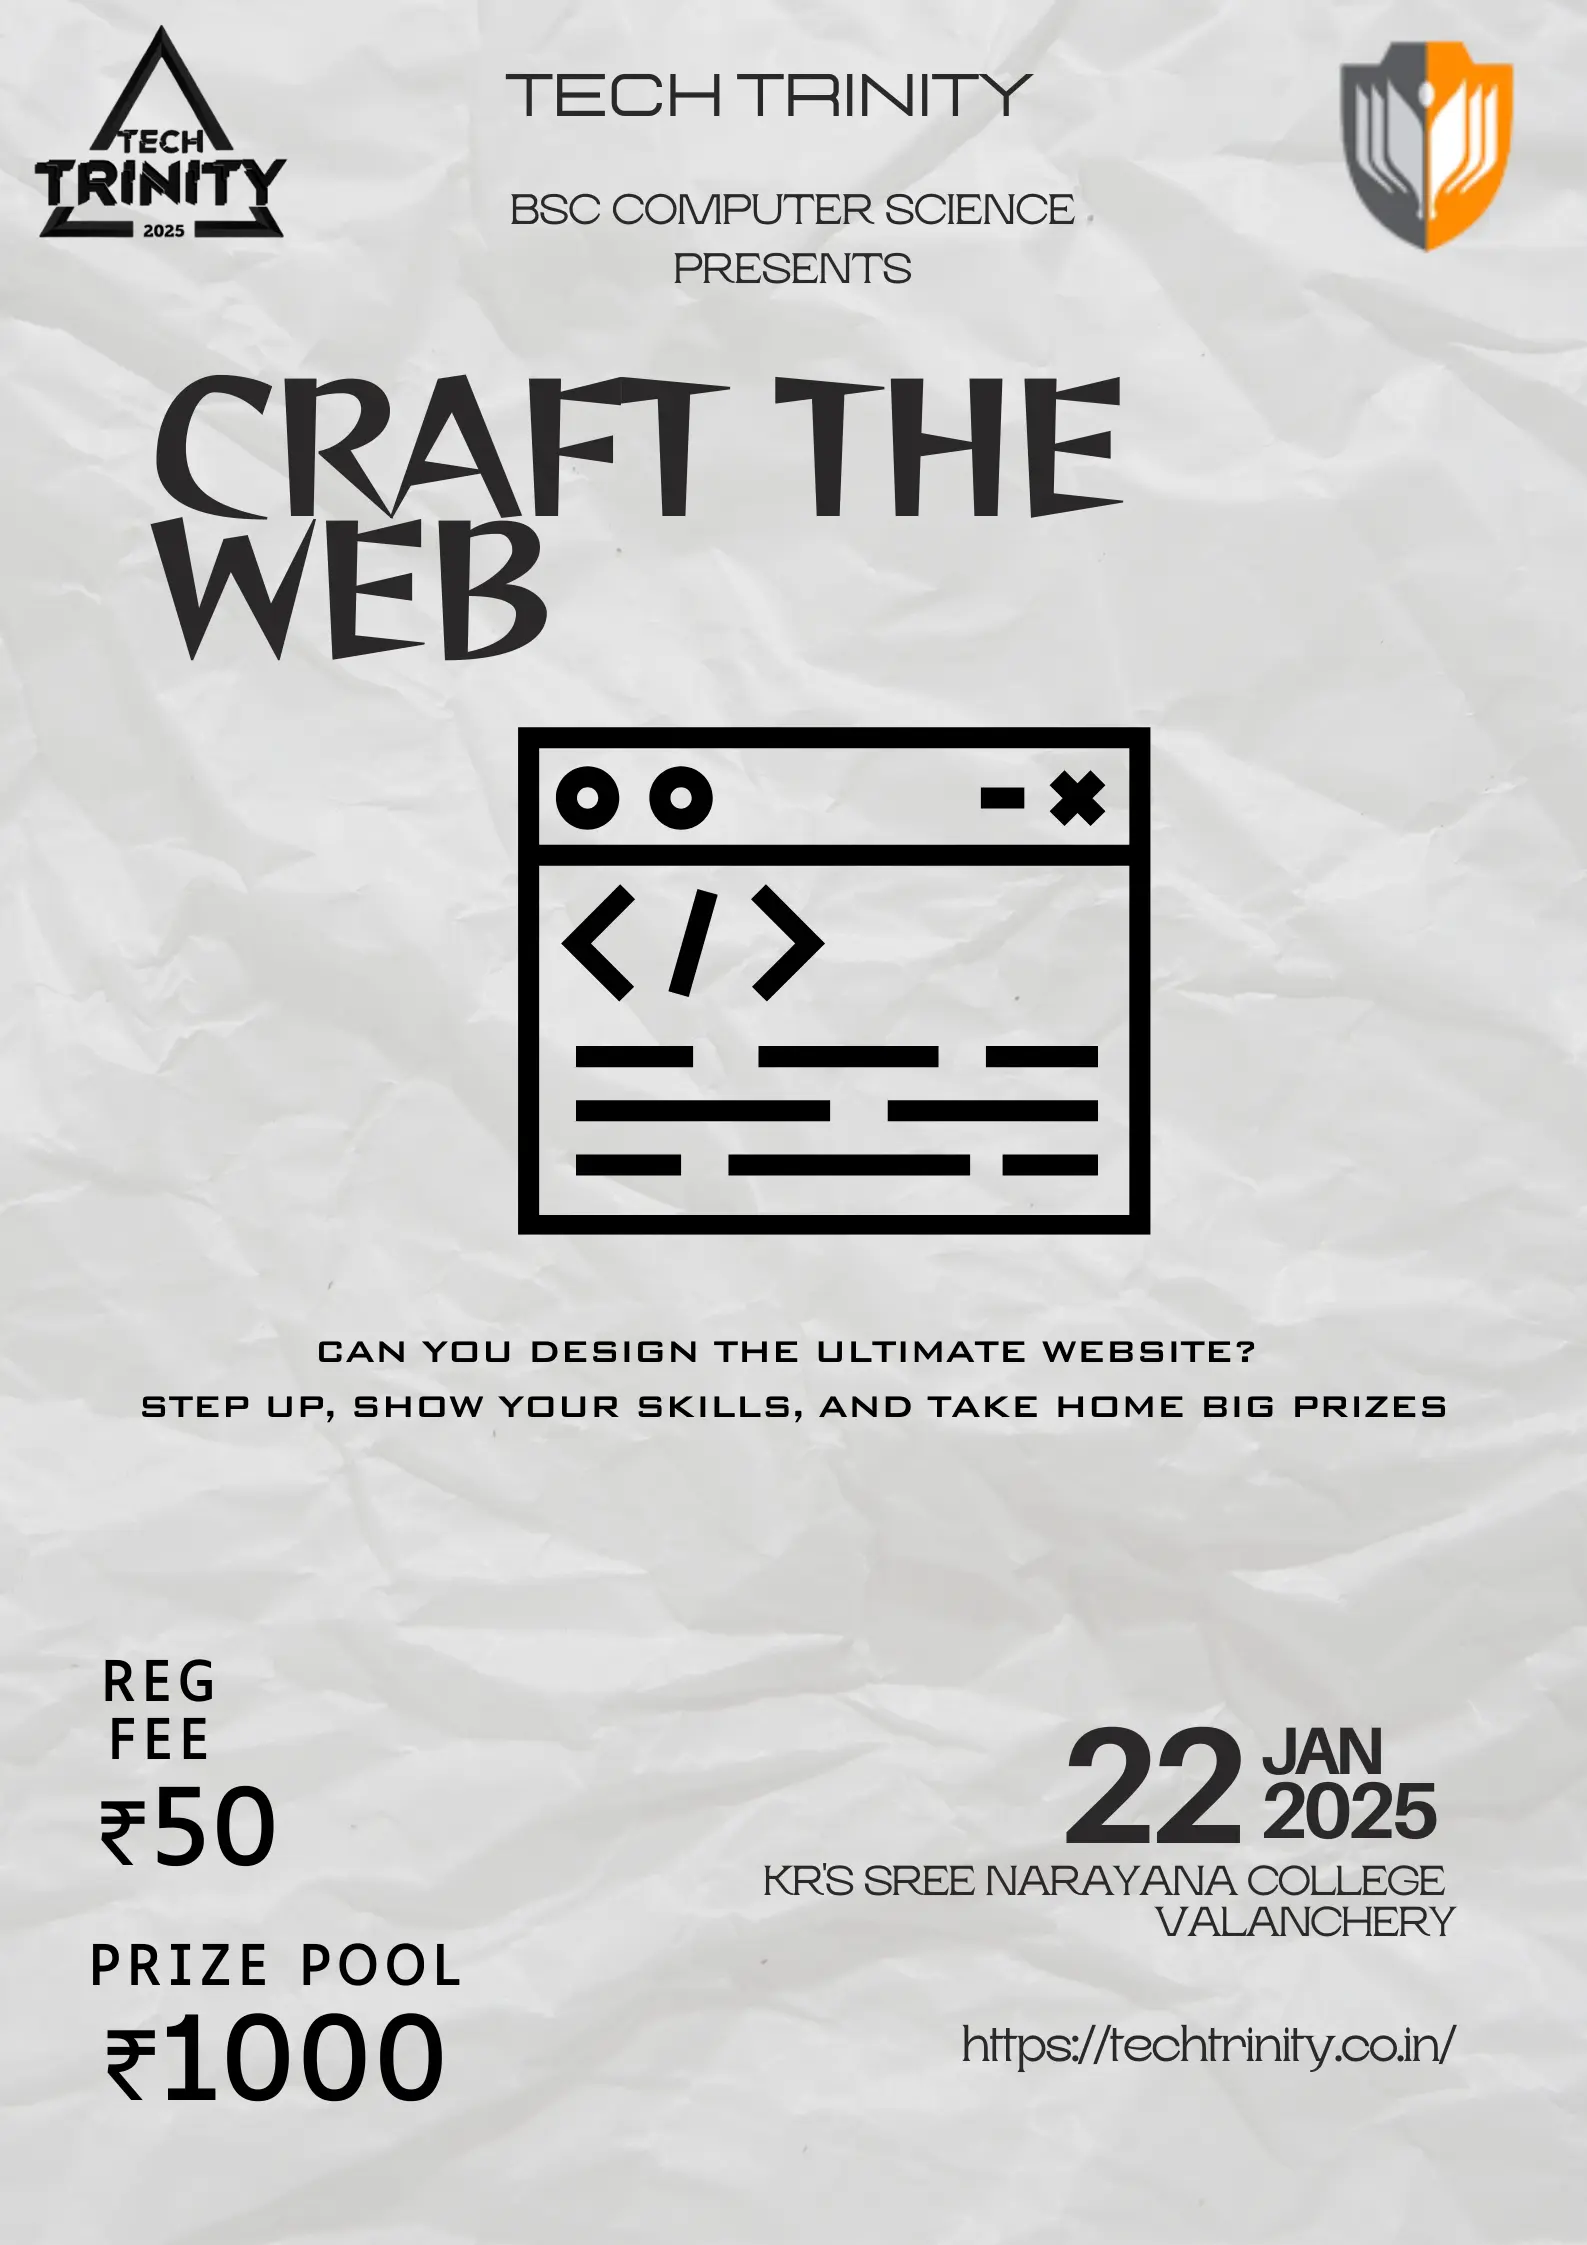 TECH
TRINITY
2025
TECH TRINITY
BSC COMPUTER SCIENCE
PRESENTS
CRAFT THE
WEB
</>
CAN YOU DESIGN THE ULTIMATE WEBSITE?
STEP UP, SHOW YOUR SKILLS, AND TAKE HOME BIG PRIZES
REG
FEE
₹50
PRIZE POOL
₹1000
22 JAN
2025
KR'S SREE NARAYANA COLLEGE
VALANCHERY
https://techtrinity.co.in/